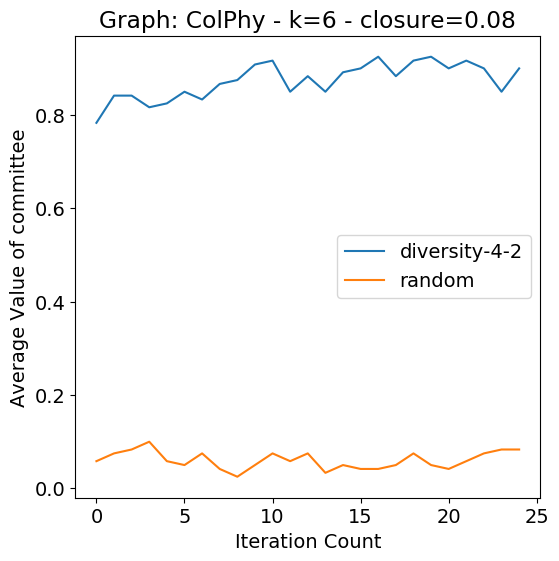 Graph: ColPhy - k=6 - closure=0.08
Average Value of committee
0.8
0.6
0.4
0.2
0.0
diversity-4-2
random
0 5 10 15 20 25
Iteration Count